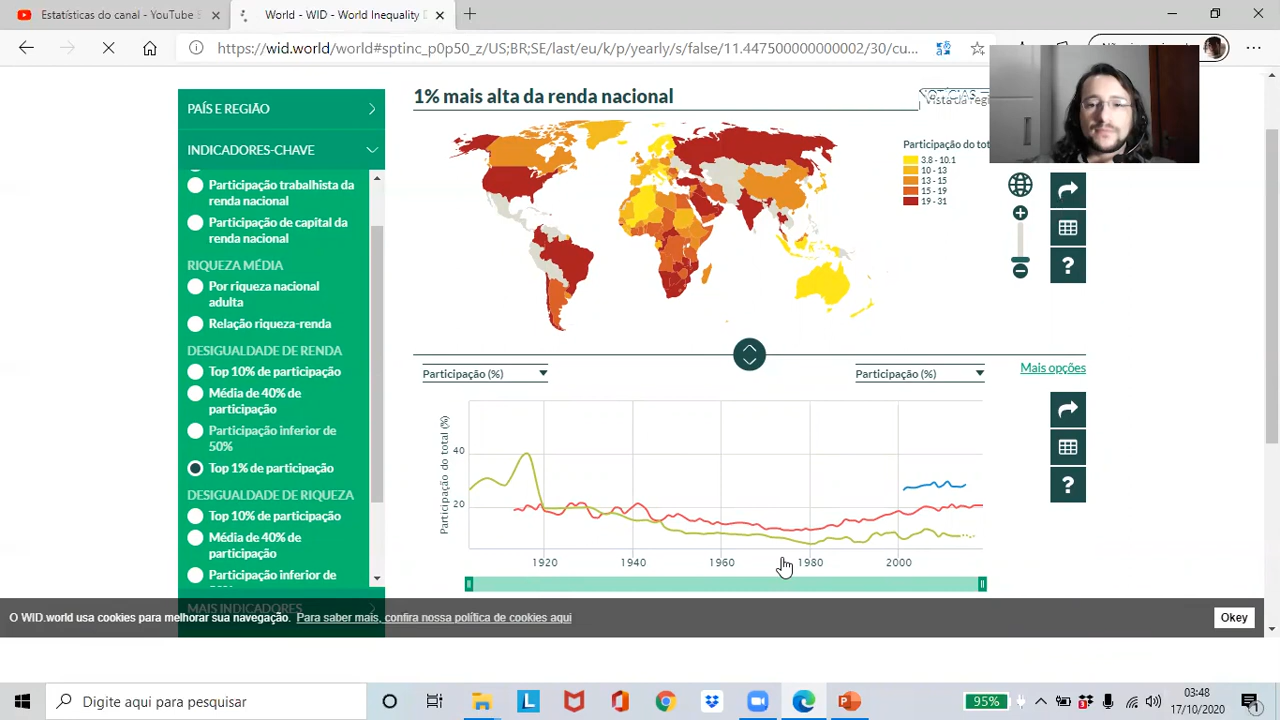 Estatísticas do canal - YouTube
World - WID - World Inequality D
https://wid.world/world#sptinc_p0p50_z/US;BR;SE/last/eu/k/p/yearly/s/false/11.447500000000002/30/cu...
PAÍS E REGIÃO
INDICADORES-CHAVE
Participação trabalhista da
renda nacional
Participação de capital da
renda nacional
RIQUEZA MÉDIA
Por riqueza nacional
adulta
Relação riqueza-renda
DESIGUALDADE DE RENDA
Top 10% de participação
Média de 40% de
participação
Participação inferior de
50%
Top 1% de participação
DESIGUALDADE DE RIQUEZA
Top 10% de participação
Média de 40% de
participação
Participação inferior de
MAIS INDICADORES
1% mais alta da renda nacional
NOTÍCIAS
Vista da regi
Participação do tot
3.8 - 10.1
10 - 13
13 - 15
15 - 19
19 - 31
?
Participação (%)
Participação (%)
Mais opções
Participação do total (%)
40
20
1920
1940
1960
1980
2000
?
O WID.world usa cookies para melhorar sua navegação. Para saber mais, confira nossa política de cookies aqui
Okey
Digite aqui para pesquisar
L
95%
03:48
17/10/2020
1